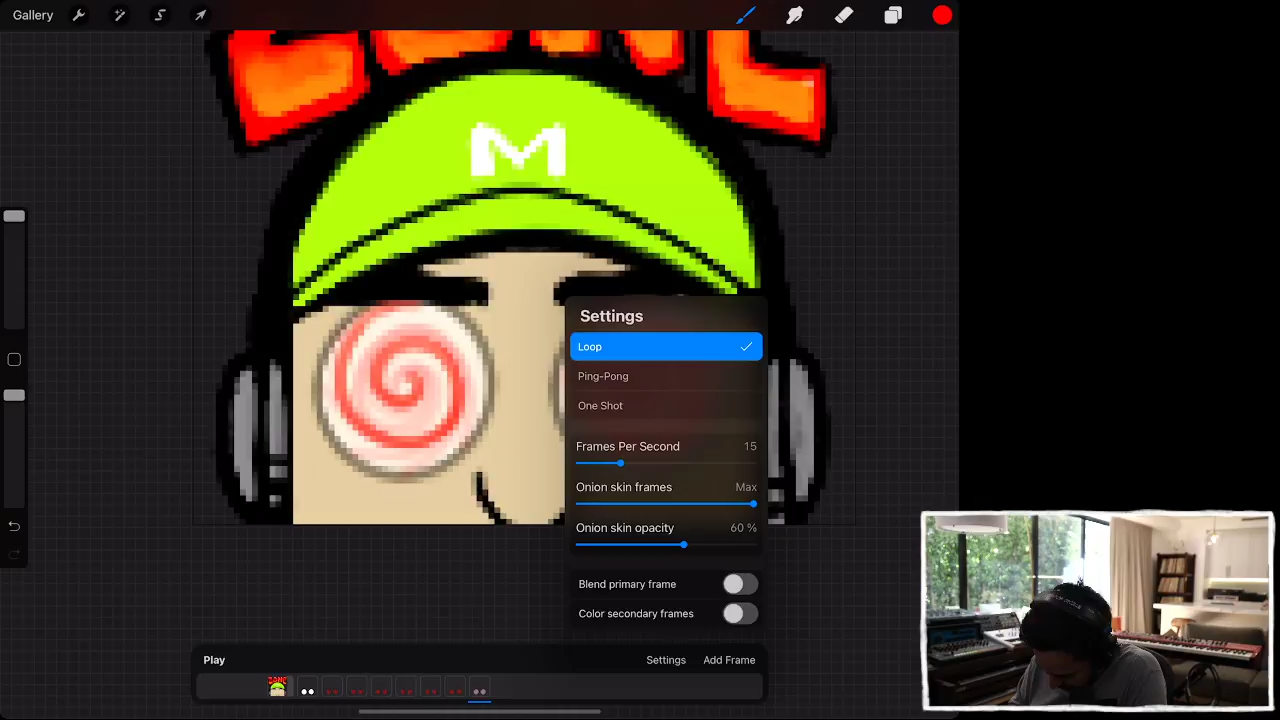 Gallery
M
Settings
Loop
Ping-Pong
One Shot
Frames Per Second 15
Onion skin frames Max
Onion skin opacity 60 %
Blend primary frame
Color secondary frames
Play Settings Add Frame